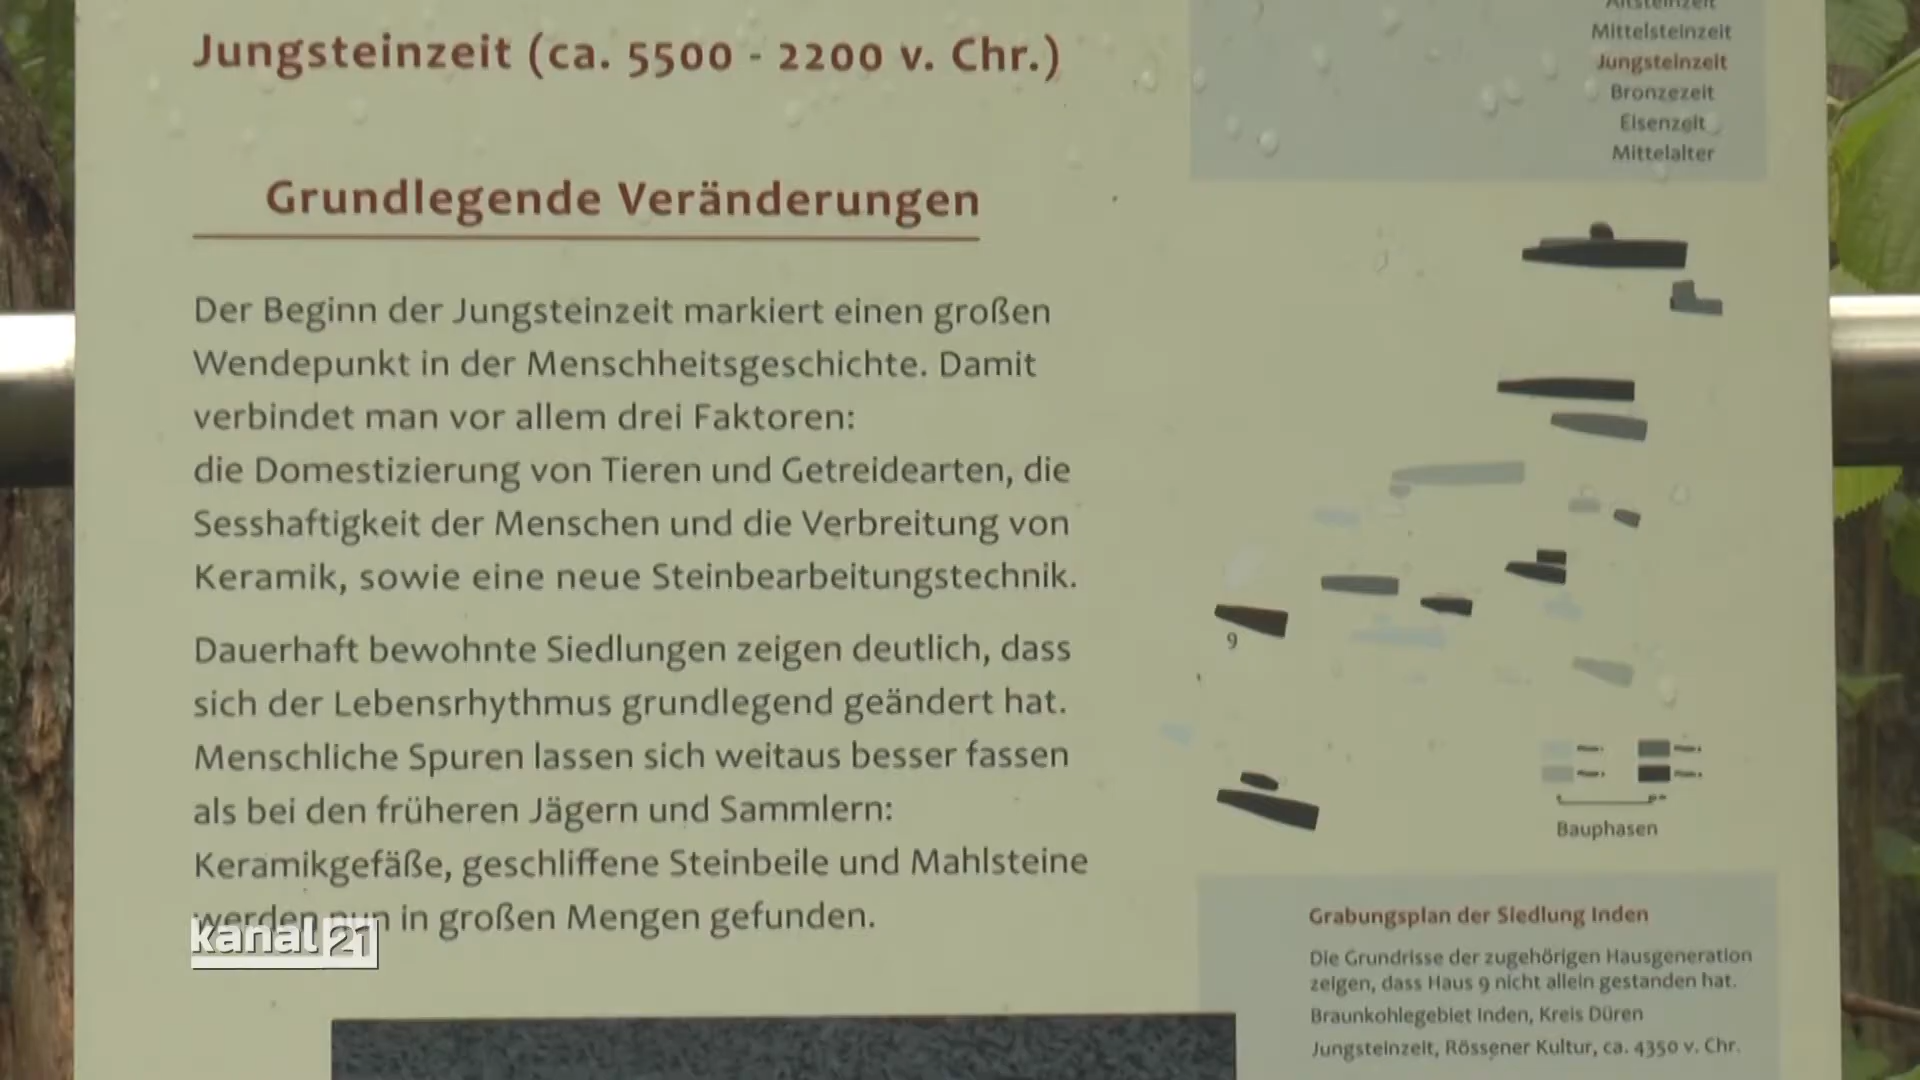 Jungsteinzeit (ca. 5500 - 2200 v. Chr.)
Grundlegende Veränderungen
Der Beginn der Jungsteinzeit markiert einen großen
Wendepunkt in der Menschheitsgeschichte. Damit
verbindet man vor allem drei Faktoren:
die Domestizierung von Tieren und Getreidearten, die
Sesshaftigkeit der Menschen und die Verbreitung von
Keramik, sowie eine neue Steinbearbeitungstechnik.
Dauerhaft bewohnte Siedlungen zeigen deutlich, dass
sich der Lebensrhythmus grundlegend geändert hat.
Menschliche Spuren lassen sich weitaus besser fassen
als bei den früheren Jägern und Sammlern:
Keramikgefäße, geschliffene Steinbeile und Mahlsteine
werden nun in großen Mengen gefunden.
kanal 21
Altsteinzeit
Mittelsteinzeit
Jungsteinzeit
Bronzezeit
Eisenzeit
Mittelalter
9
Bauphasen
Grabungsplan der Siedlung Inden
Die Grundrisse der zugehörigen Hausgeneration
zeigen, dass Haus 9 nicht allein gestanden hat.
Braunkohlegebiet Inden, Kreis Düren
Jungsteinzeit, Rössener Kultur, ca. 4350 v. Chr.